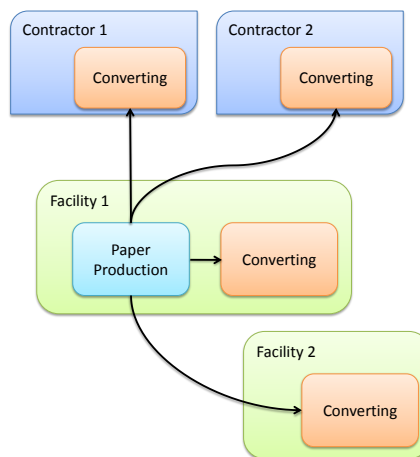 Contractor 1
Converting
Contractor 2
Converting
Facility 1
Paper
Production
Converting
Facility 2
Converting